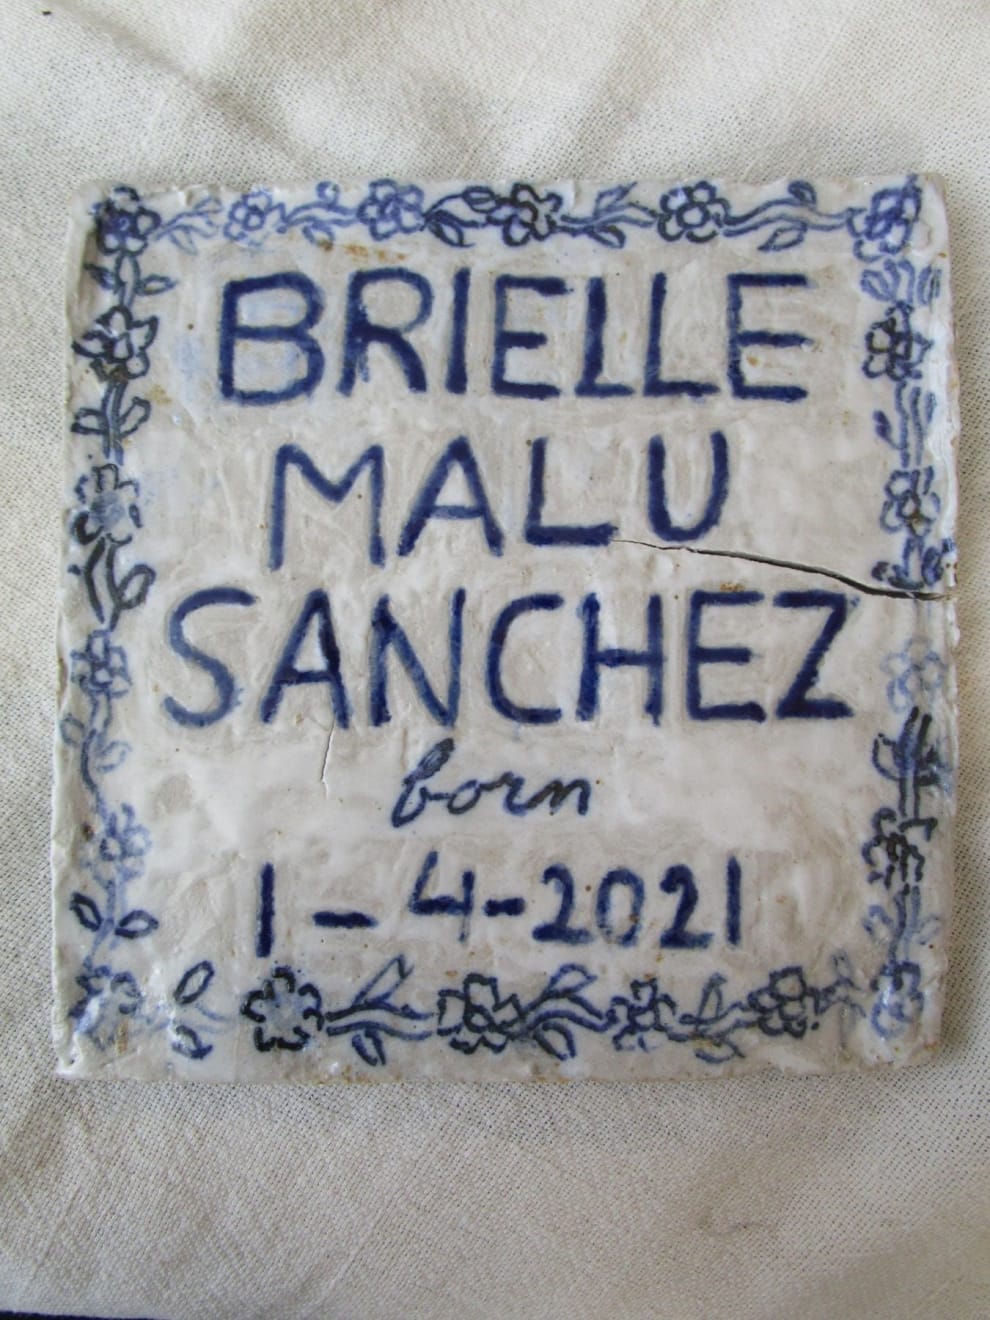 BRIELLE
MALU
SANCHEZ
born
1-4-2021